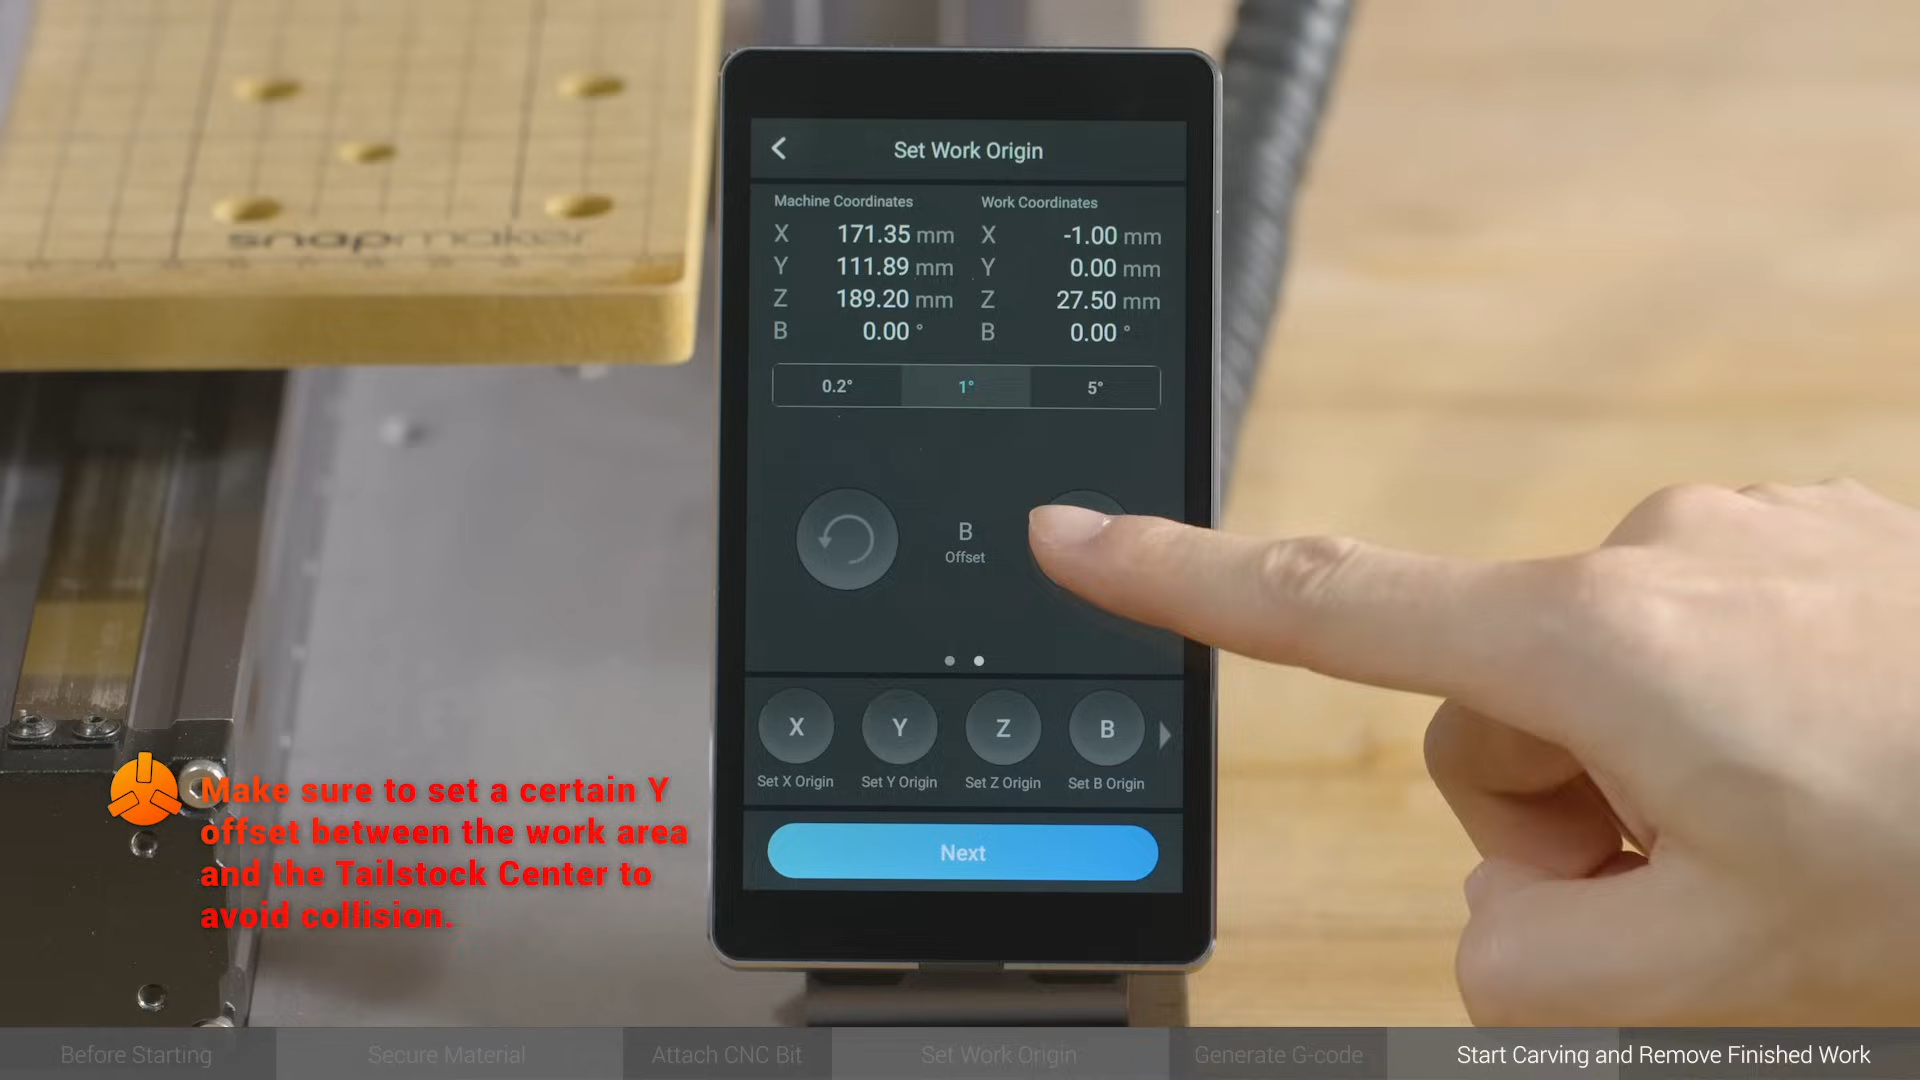 snapmaker
Set Work Origin
Machine Coordinates Work Coordinates
X 171.35 mm X -1.00 mm
Y 111.89 mm Y 0.00 mm
Z 189.20 mm Z 27.50 mm
B 0.00 ° B 0.00 °
0.2° 1° 5°
B
Offset
X Y Z B
Set X Origin Set Y Origin Set Z Origin Set B Origin
Next
Make sure to set a certain Y
offset between the work area
and the Tailstock Center to
avoid collision.
Before Starting Secure Material Attach CNC Bit Set Work Origin Generate G-code Start Carving and Remove Finished Work